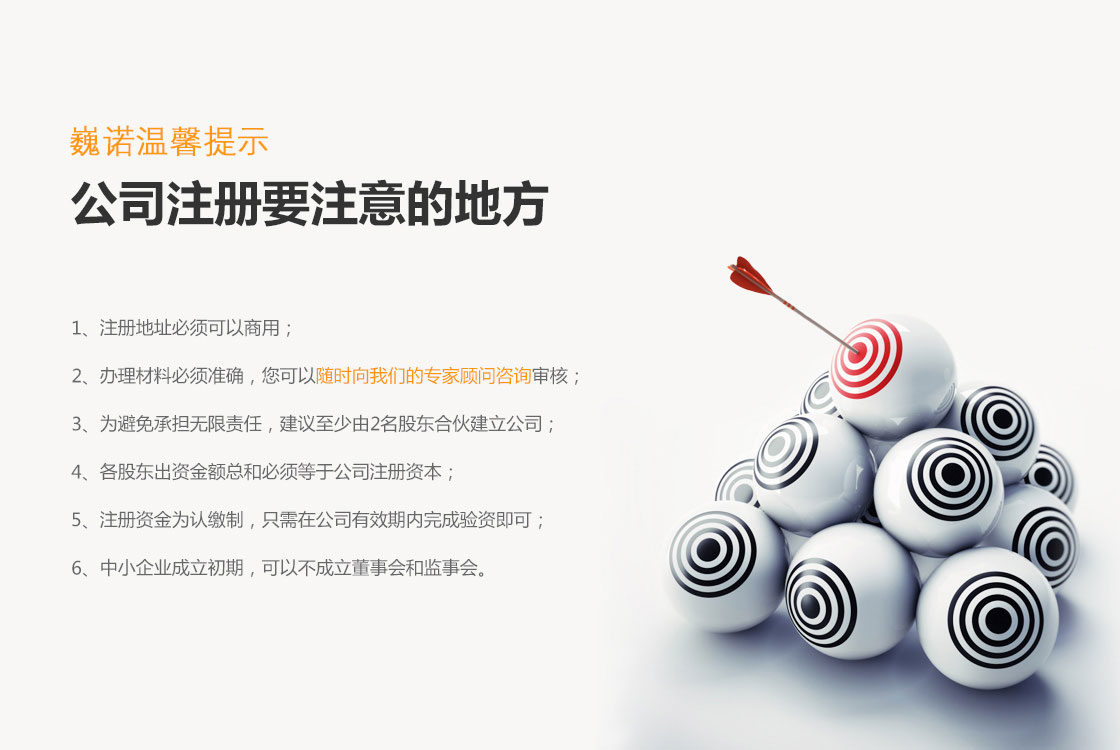 巍诺温馨提示
公司注册要注意的地方
1、注册地址必须可以商用；
2、办理材料必须准确，您可以随时向我们的专家顾问咨询审核；
3、为避免承担无限责任，建议至少由2名股东合伙建立公司；
4、各股东出资金额总和必须等于公司注册资本；
5、注册资金为认缴制，只需在公司有效期内完成验资即可；
6、中小企业成立初期，可以不成立董事会和监事会。